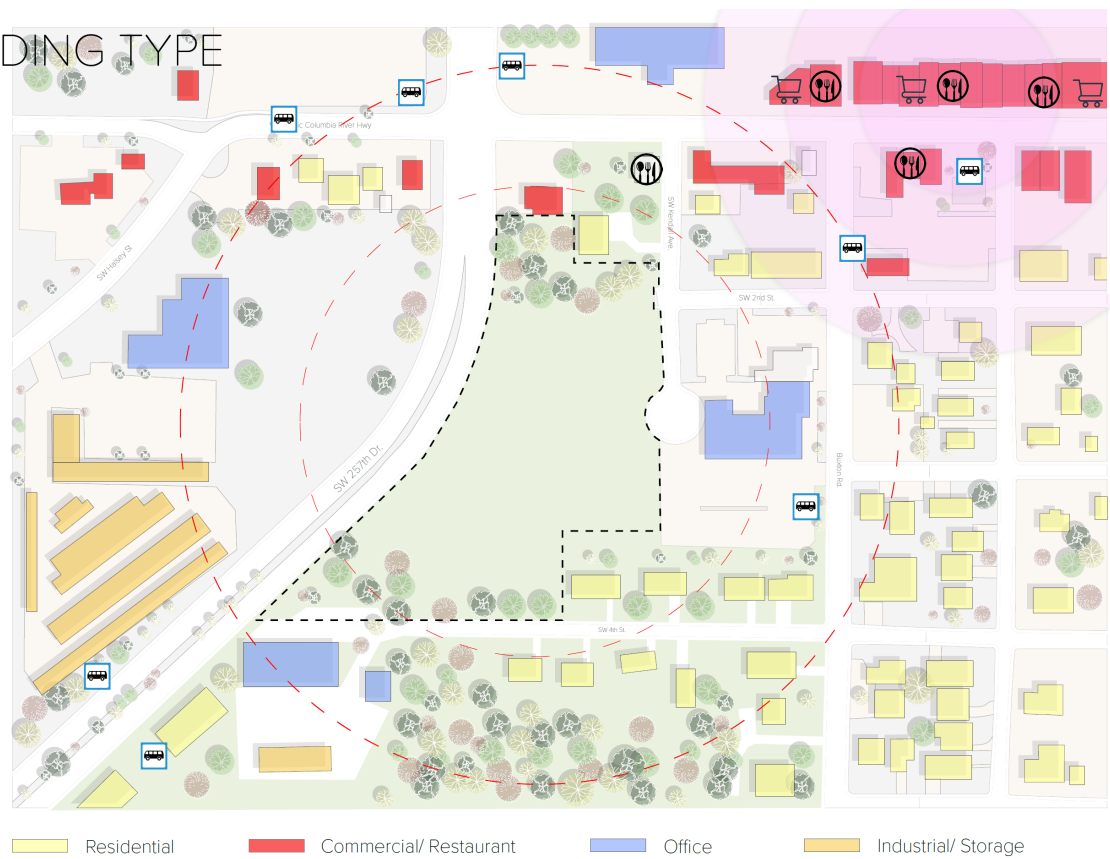 DING TYPE
c Columbia River Hwy
SW Kendall Ave
SW Halsey St
SW 2nd St.
SW 257th Dr.
Buxton Rd.
SW 4th St.
Residential
Commercial/ Restaurant
Office
Industrial/ Storage